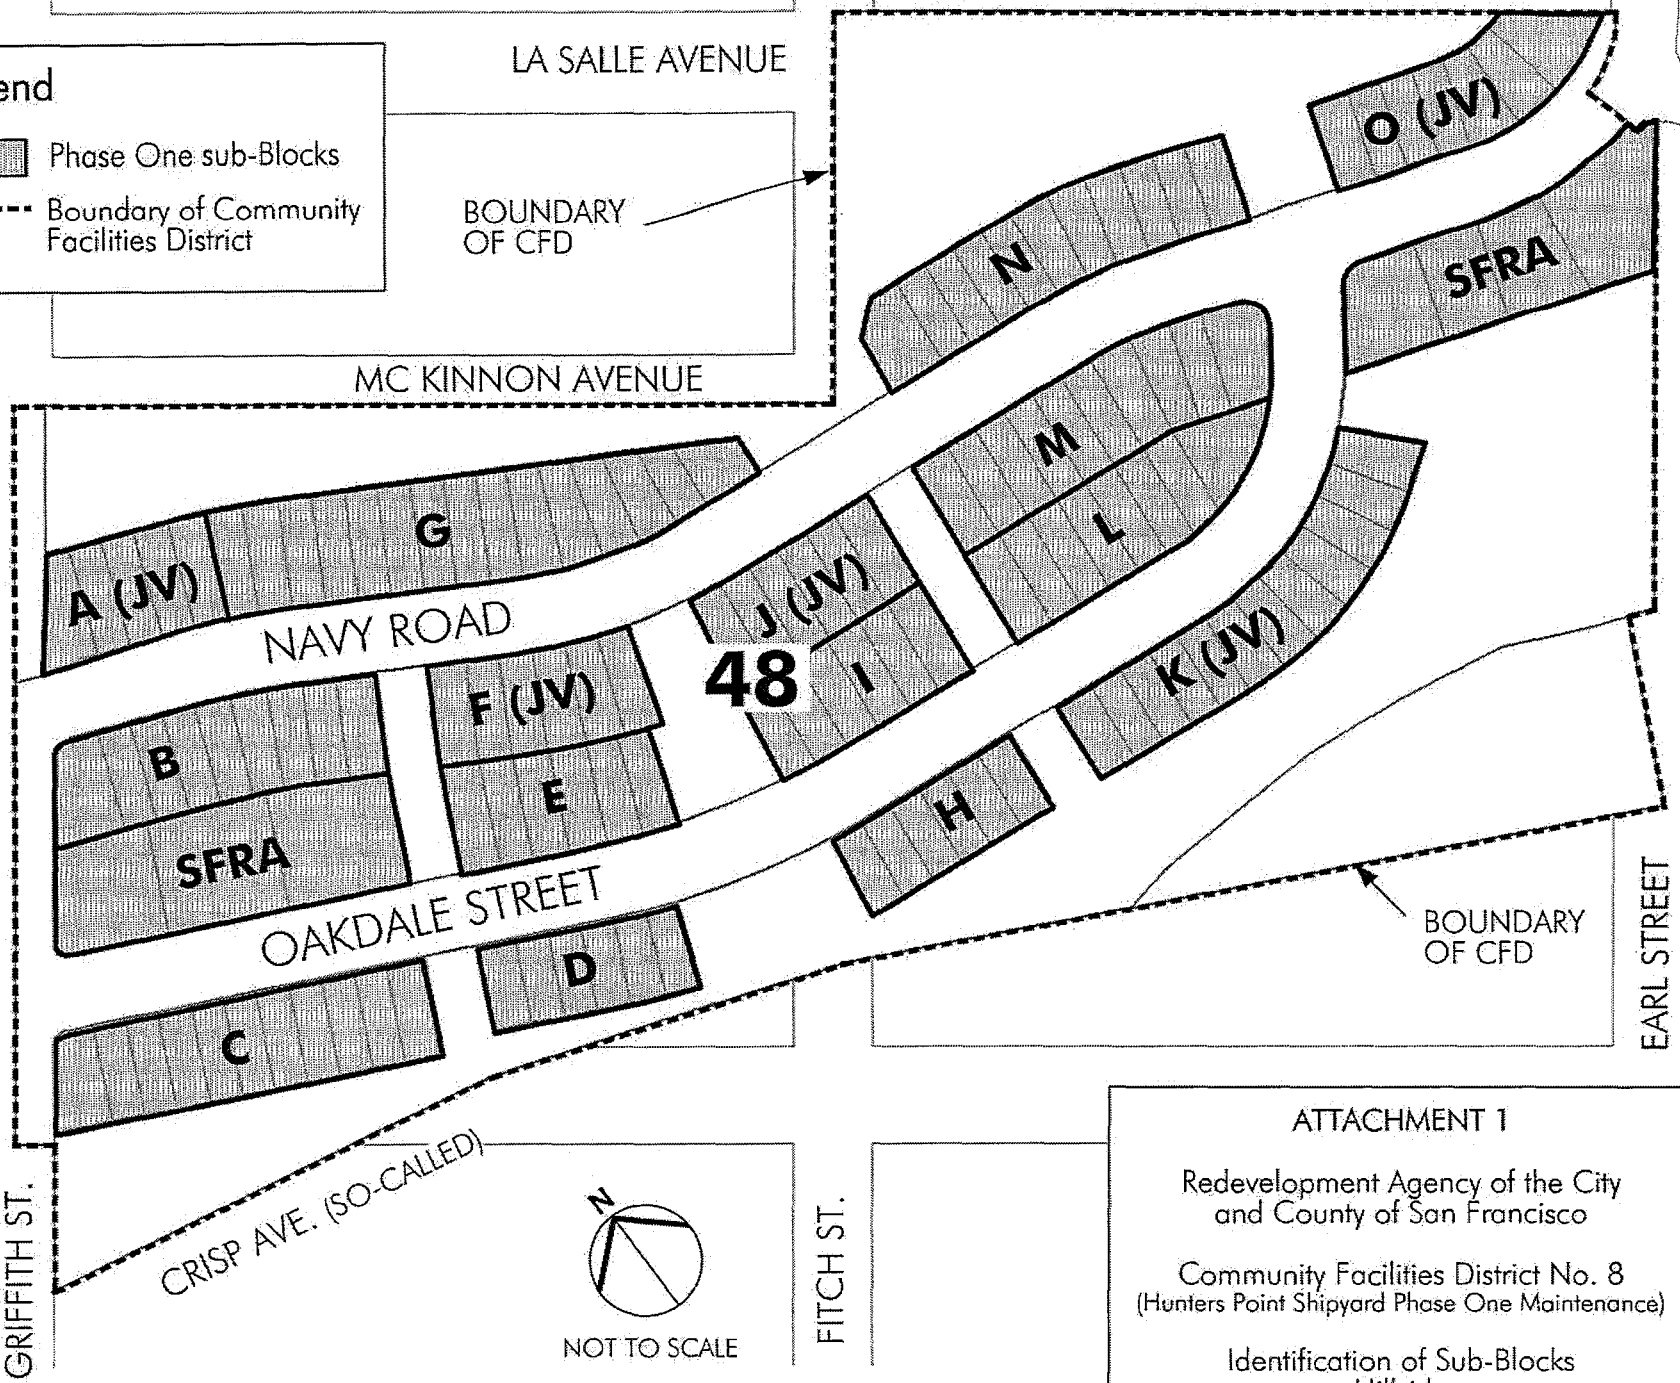 LA SALLE AVENUE
end
Phase One sub-Blocks
Boundary of Community
Facilities District
BOUNDARY
OF CFD
MC KINNON AVENUE
O (JV)
N
SFRA
M
L
G
A (JV)
NAVY ROAD
J (JV)
48
I
K (JV)
F (JV)
B
E
H
SFRA
OAKDALE STREET
D
C
BOUNDARY
OF CFD
EARL STREET
CRISP AVE. (SO-CALLED)
GRIFFITH ST.
FITCH ST.
N
NOT TO SCALE
ATTACHMENT 1
Redevelopment Agency of the City
and County of San Francisco
Community Facilities District No. 8
(Hunters Point Shipyard Phase One Maintenance)
Identification of Sub-Blocks